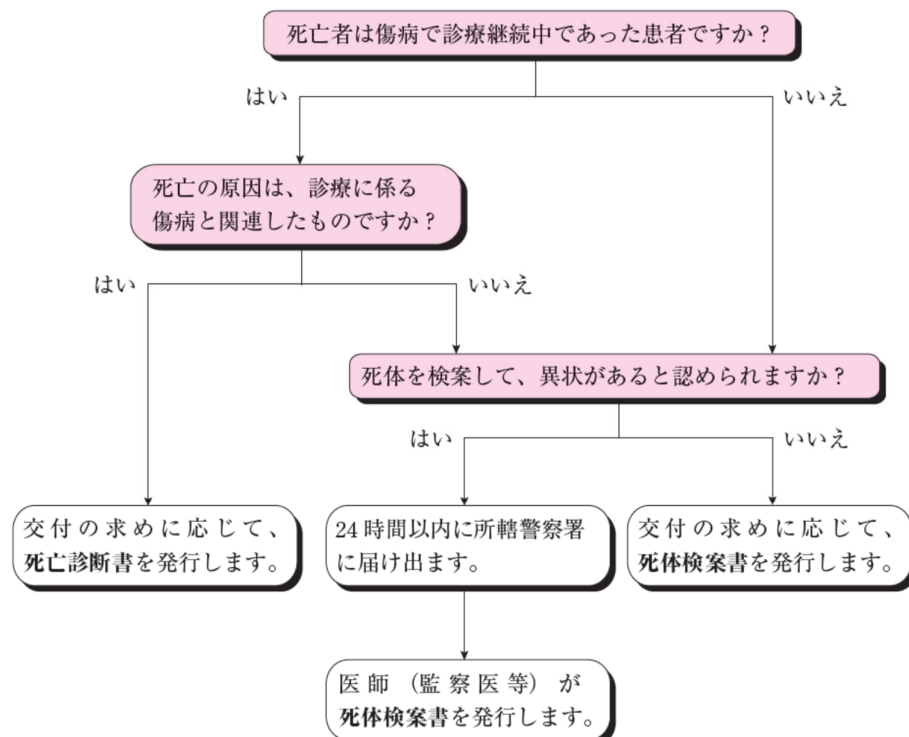 死亡者は傷病で診療継続中であった患者ですか？
はい
いいえ
死亡の原因は、診療に係る
傷病と関連したものですか？
はい
いいえ
死体を検案して、異状があると認められますか？
はい
いいえ
交付の求めに応じて、
死亡診断書を発行します。
24時間以内に所轄警察署
に届け出ます。
交付の求めに応じて、
死体検案書を発行します。
医師（監察医等）が
死体検案書を発行します。